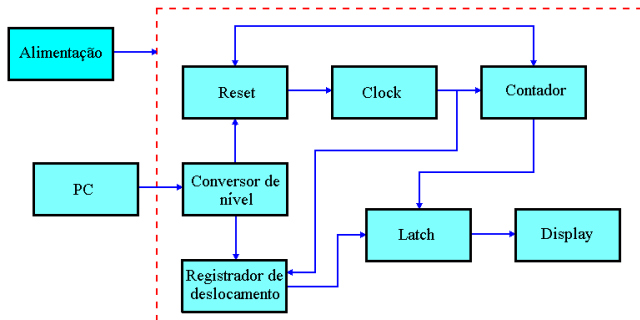 Alimentação
Reset
Clock
Contador
PC
Conversor de
nível
Latch
Display
Registrador de
deslocamento